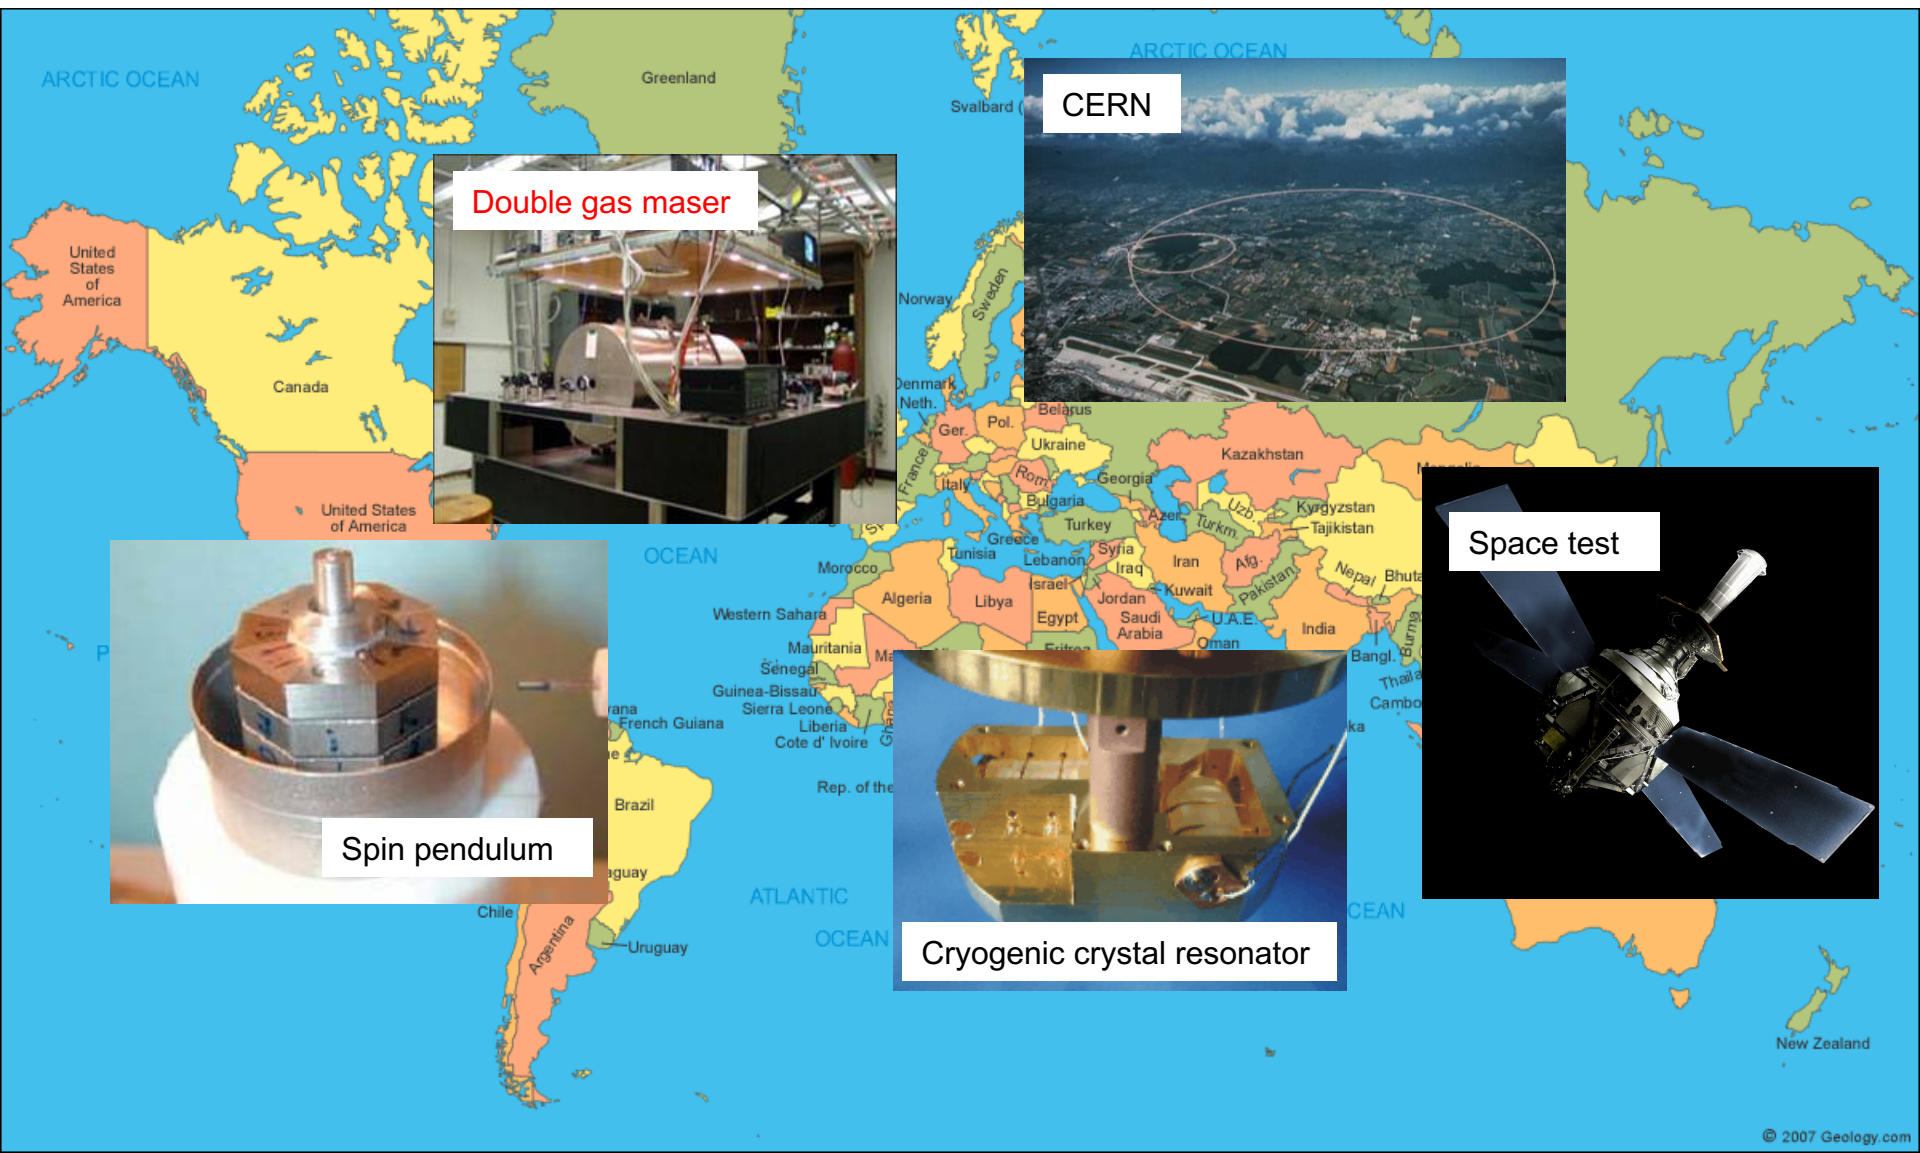 ARCTIC OCEAN
ARCTIC OCEAN
Greenland
Svalbard (
CERN
Double gas maser
United
States
of
America
Canada
Norway
Sweden
Denmark
Neth.
Belarus
Ger.
Pol.
Ukraine
Kazakhstan
France
Italy
Rom.
Bulgaria
Georgia
Azer.
Uzb.
Turkm.
Kyrgyzstan
Tajikistan
United States
of America
Turkey
Greece
Space test
OCEAN
Tunisia
Lebanon
Syria
Iraq
Iran
Afg.
Pakistan
Nepal
Morocco
Israel
Kuwait
Algeria
Libya
Egypt
Jordan
Saudi
Arabia
U.A.E.
Oman
India
Burma
Bangl.
Western Sahara
Mauritania
Senegal
Guinea-Bissau
Sierra Leone
Liberia
Cote d' Ivoire
French Guiana
Rep. of the
Brazil
Spin pendulum
Chile
Argentina
Uruguay
ATLANTIC
OCEAN
Cryogenic crystal resonator
New Zealand
© 2007 Geology.com